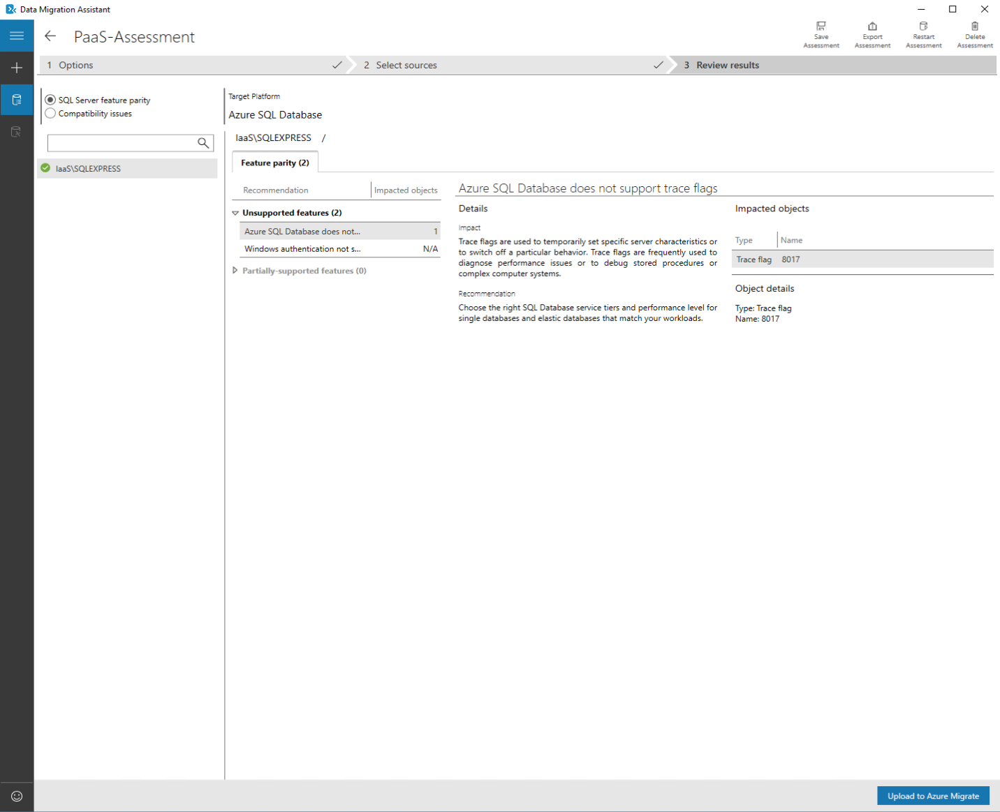 Data Migration Assistant
PaaS-Assessment
Save Assessment
Export Assessment
Restart Assessment
Delete Assessment
1 Options
2 Select sources
3 Review results
SQL Server feature parity
Compatibility issues
IaaS\SQLEXPRESS
Target Platform
Azure SQL Database
IaaS\SQLEXPRESS /
Feature parity (2)
Recommendation Impacted objects
Unsupported features (2)
Azure SQL Database does not... 1
Windows authentication not s... N/A
Partially-supported features (0)
Azure SQL Database does not support trace flags
Details
Impact
Trace flags are used to temporarily set specific server characteristics or
to switch off a particular behavior. Trace flags are frequently used to
diagnose performance issues or to debug stored procedures or
complex computer systems.
Recommendation
Choose the right SQL Database service tiers and performance level for
single databases and elastic databases that match your workloads.
Impacted objects
Type Name
Trace flag 8017
Object details
Type: Trace flag
Name: 8017
Upload to Azure Migrate